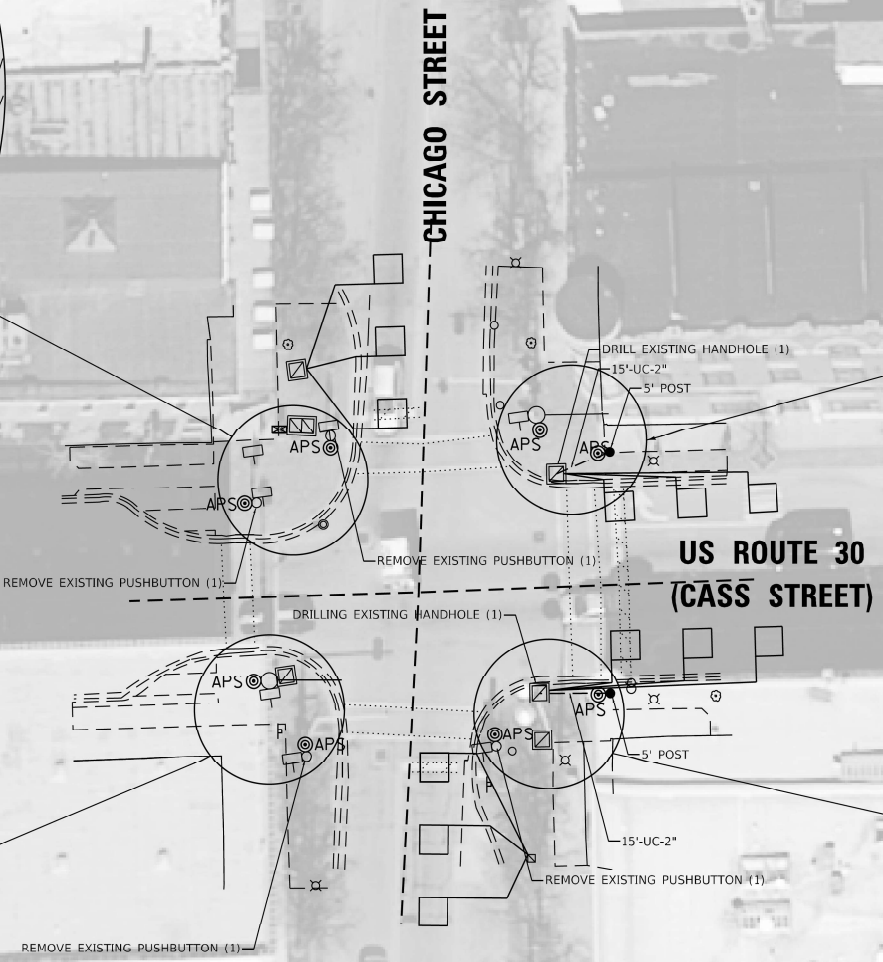 CHICAGO STREET
DRILL EXISTING HANDHOLE (1)
15'-UC-2"
5' POST
APS
APS
APS
APS
REMOVE EXISTING PUSHBUTTON (1)
REMOVE EXISTING PUSHBUTTON (1)
US ROUTE 30
(CASS STREET)
DRILLING EXISTING HANDHOLE (1)
APS
APS
APS
APS
P
P
5' POST
15'-UC-2"
REMOVE EXISTING PUSHBUTTON (1)
REMOVE EXISTING PUSHBUTTON (1)